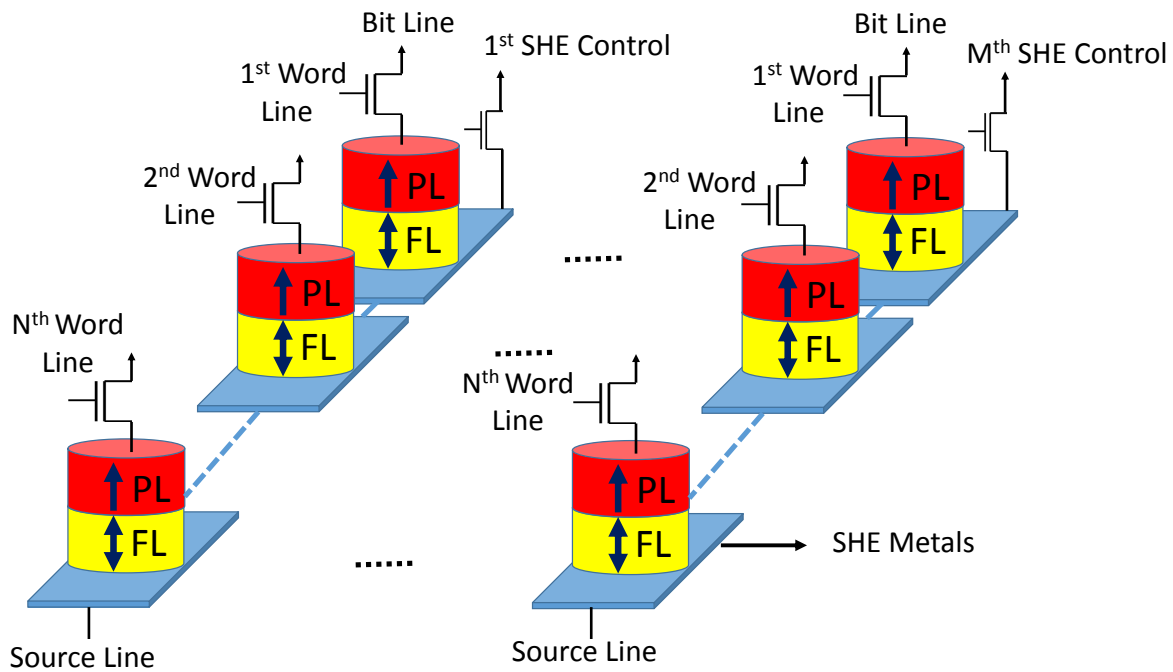 Bit Line
1st SHE Control
1st Word
Line
PL
FL
2nd Word
Line
PL
FL
Nth Word
Line
PL
FL
Source Line
Bit Line
Mth SHE Control
1st Word
Line
PL
FL
2nd Word
Line
PL
FL
Nth Word
Line
PL
FL
SHE Metals
Source Line